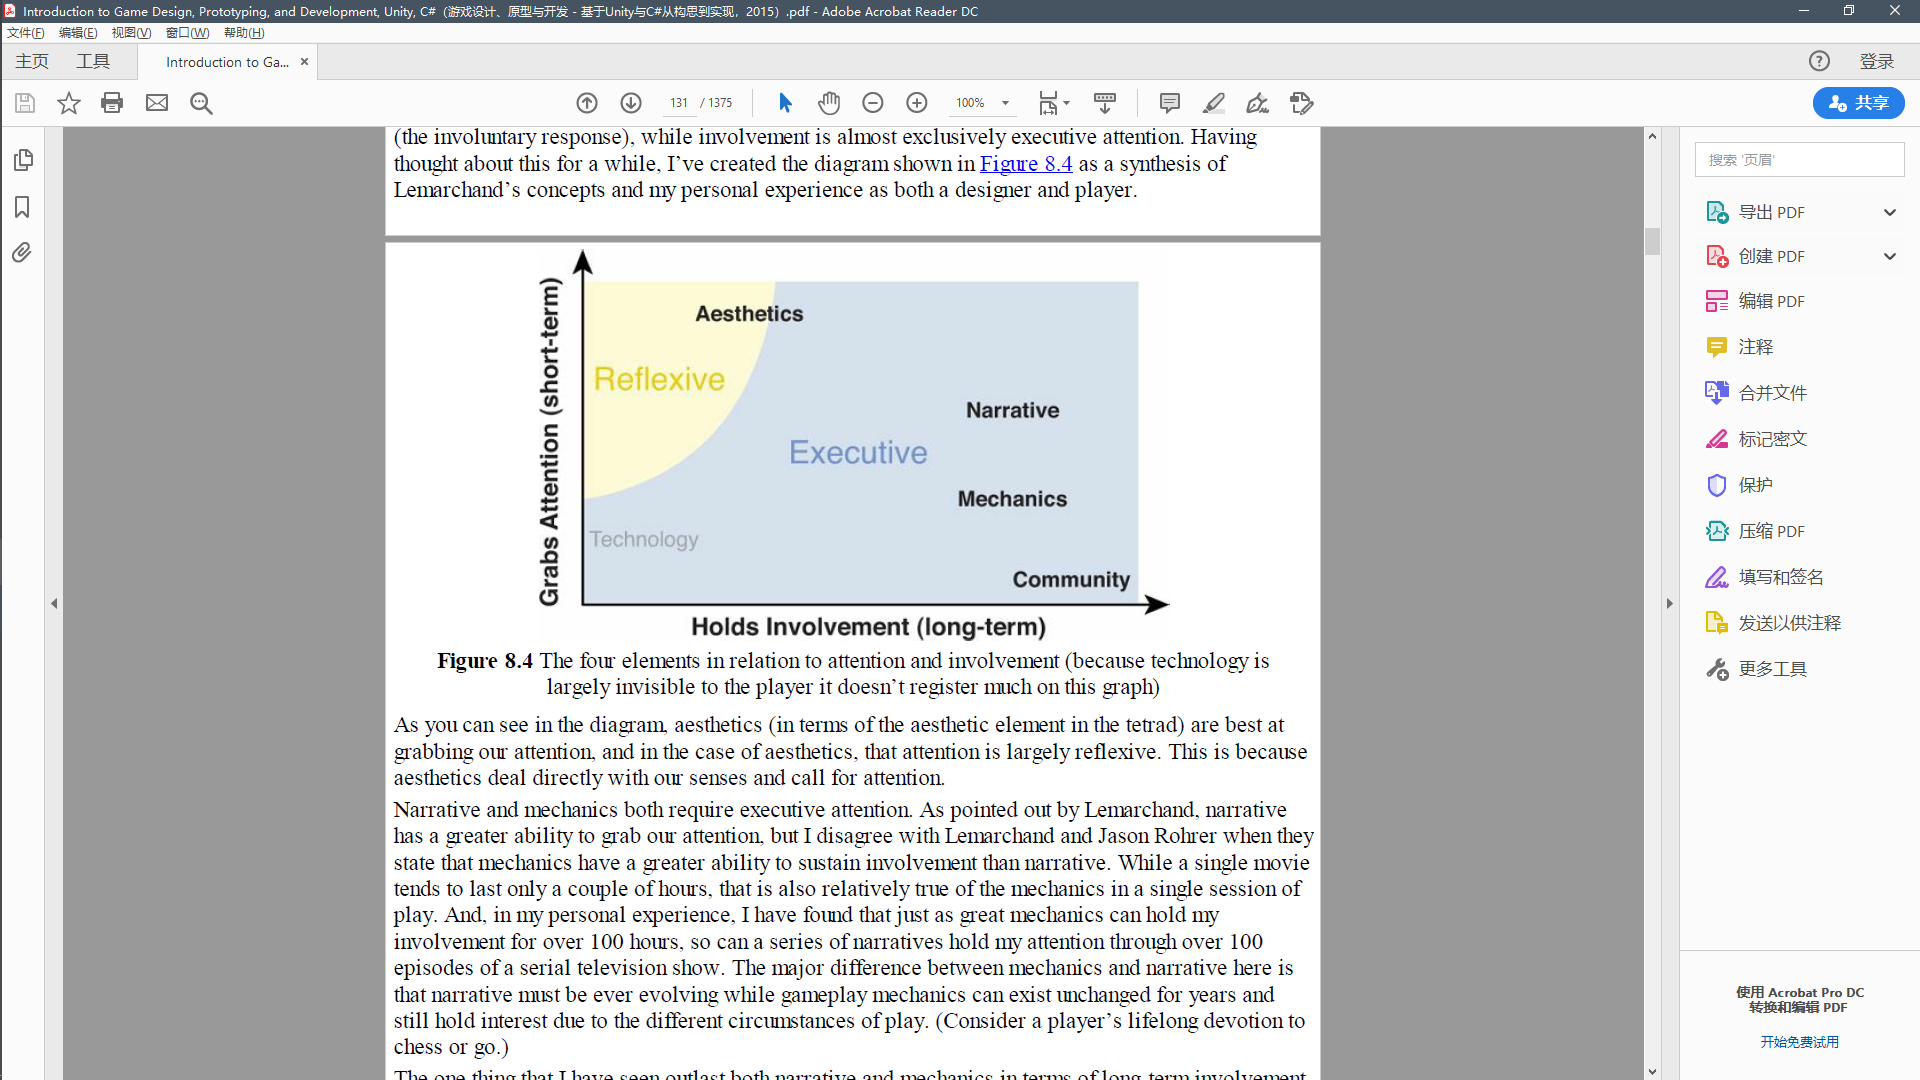 Introduction to Game Design, Prototyping, and Development, Unity, C#（游戏设计、原型与开发 - 基于Unity与C#从构思到实现，2015）.pdf - Adobe Acrobat Reader DC
文件(F) 编辑(E) 视图(V) 窗口(W) 帮助(H)
主页 工具 Introduction to Ga... × 登录
131 / 1375 100% 共享
(the involuntary response), while involvement is almost exclusively executive attention. Having
thought about this for a while, I’ve created the diagram shown in Figure 8.4 as a synthesis of
Lemarchand’s concepts and my personal experience as both a designer and player.
Grabs Attention (short-term)
Aesthetics
Reflexive
Narrative
Executive
Mechanics
Technology
Community
Holds Involvement (long-term)
Figure 8.4 The four elements in relation to attention and involvement (because technology is
largely invisible to the player it doesn’t register much on this graph)
As you can see in the diagram, aesthetics (in terms of the aesthetic element in the tetrad) are best at
grabbing our attention, and in the case of aesthetics, that attention is largely reflexive. This is because
aesthetics deal directly with our senses and call for attention.
Narrative and mechanics both require executive attention. As pointed out by Lemarchand, narrative
has a greater ability to grab our attention, but I disagree with Lemarchand and Jason Rohrer when they
state that mechanics have a greater ability to sustain involvement than narrative. While a single movie
tends to last only a couple of hours, that is also relatively true of the mechanics in a single session of
play. And, in my personal experience, I have found that just as great mechanics can hold my
involvement for over 100 hours, so can a series of narratives hold my attention through over 100
episodes of a serial television show. The major difference between mechanics and narrative here is
that narrative must be ever evolving while gameplay mechanics can exist unchanged for years and
still hold interest due to the different circumstances of play. (Consider a player’s lifelong devotion to
chess or go.)
The one thing that I have seen outlast both narrative and mechanics in terms of long-term involvement
搜索 '页眉'
导出 PDF
创建 PDF
编辑 PDF
注释
合并文件
标记密文
保护
压缩 PDF
填写和签名
发送以供注释
更多工具
使用 Acrobat Pro DC
转换和编辑 PDF
开始免费试用